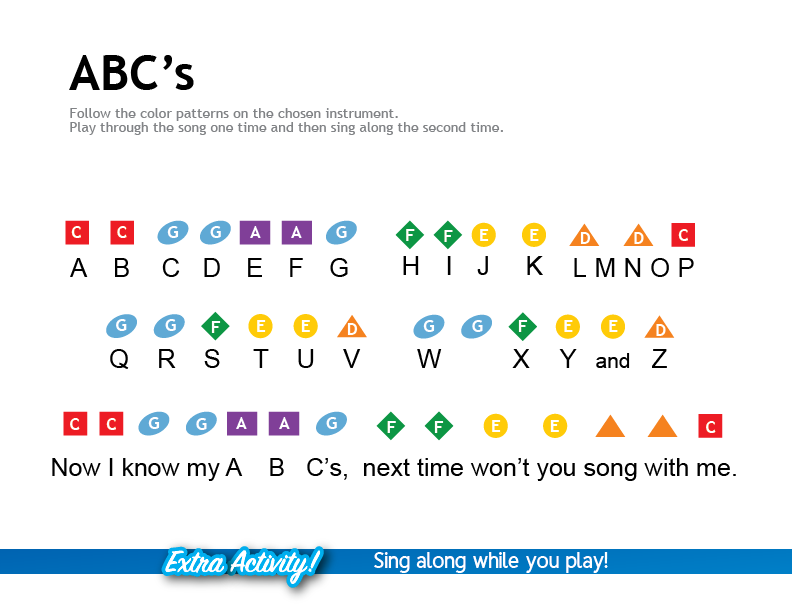 ABC’s
Follow the color patterns on the chosen instrument.
Play through the song one time and then sing along the second time.
C C G G A A G F F E E D D C
A B C D E F G H I J K L M N O P
G G F E E D G G F E E D
Q R S T U V W X Y and Z
C C G G A A G F F E E C
Now I know my A B C’s, next time won’t you song with me.
Extra Activity! Sing along while you play!